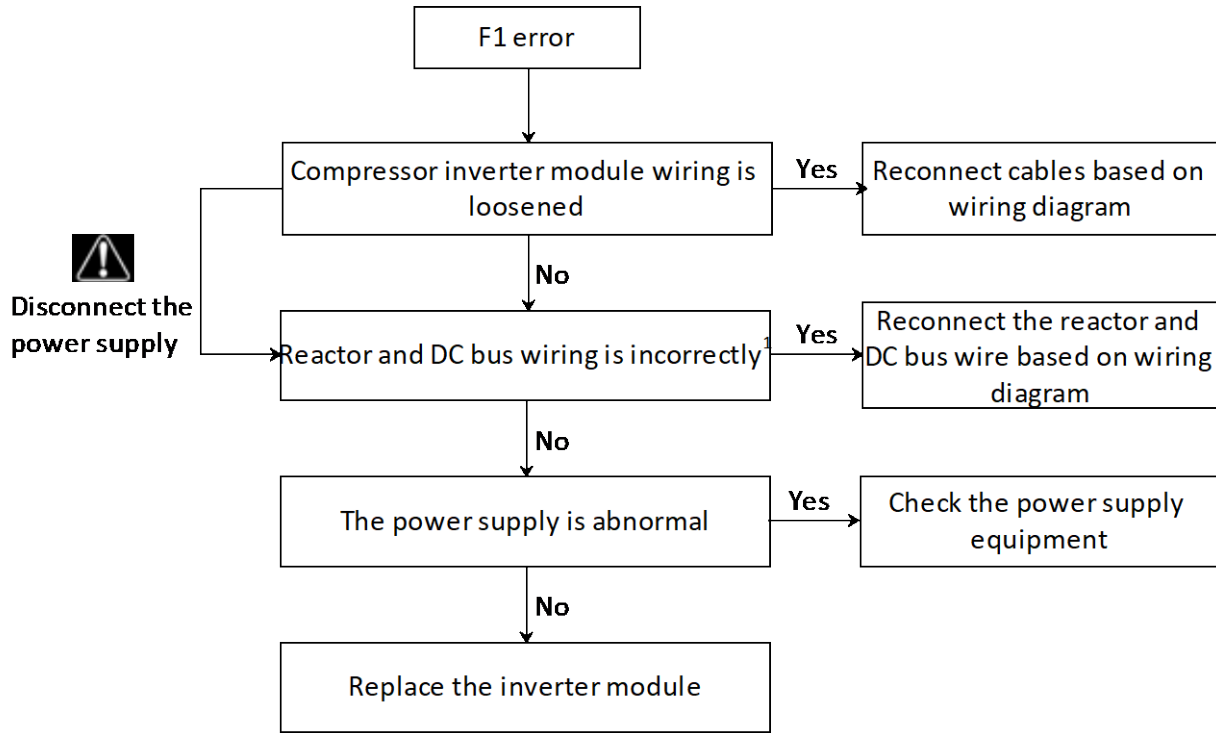 F1 error
Compressor inverter module wiring is
loosened
Yes
Reconnect cables based on
wiring diagram
Disconnect the
power supply
No
Reactor and DC bus wiring is incorrectly1
Yes
Reconnect the reactor and
DC bus wire based on wiring
diagram
No
The power supply is abnormal
Yes
Check the power supply
equipment
No
Replace the inverter module